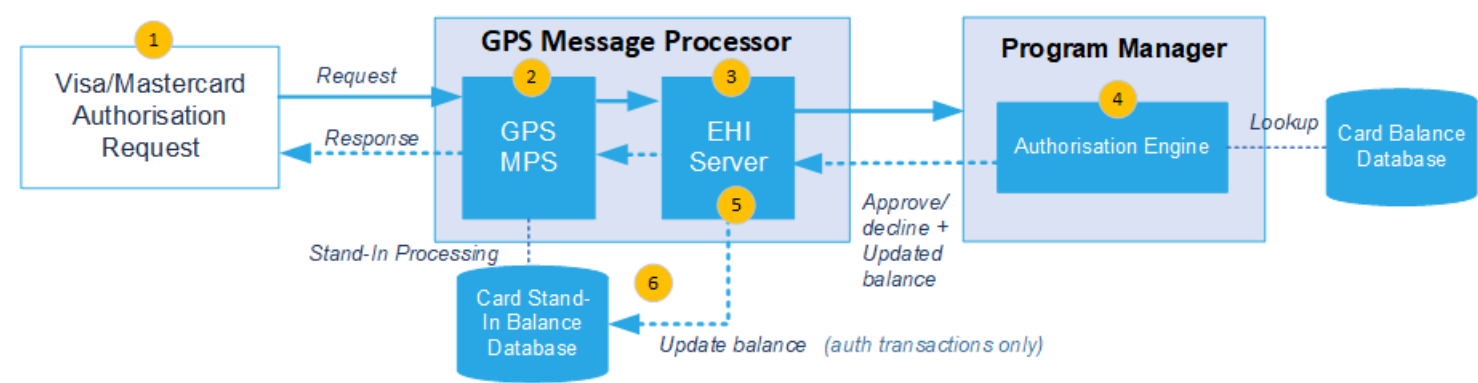 1
Visa/Mastercard
Authorisation
Request
Request
Response
GPS Message Processor
2
GPS
MPS
3
EHI
Server
5
Program Manager
4
Authorisation Engine
Lookup
Card Balance
Database
Approve/
decline +
Updated
balance
Stand-In Processing
6
Card Stand-
In Balance
Database
Update balance (auth transactions only)